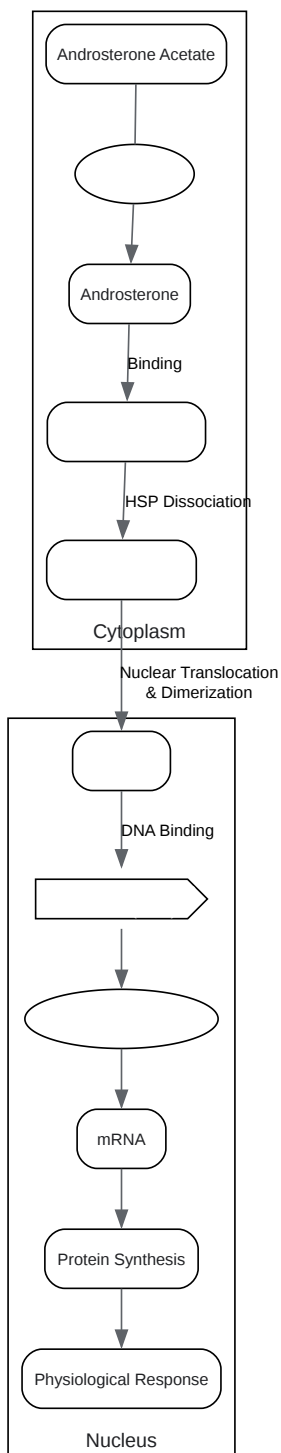 Androsterone Acetate
Androsterone
Binding
HSP Dissociation
Cytoplasm
Nuclear Translocation
& Dimerization
DNA Binding
mRNA
Protein Synthesis
Physiological Response
Nucleus